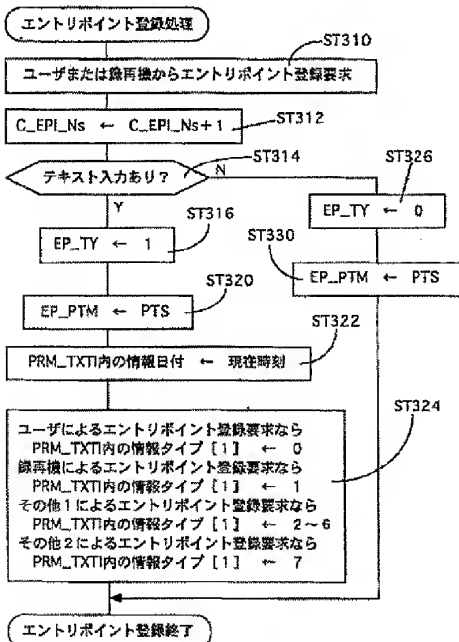 エントリポイント登録処理
ST310
ユーザまたは録再機からエントリポイント登録要求
ST312
C_EPI_Ns ← C_EPI_Ns+1
ST314
テキスト入力あり?
N
Y
ST326
EP_TY ← 0
ST316
EP_TY ← 1
ST330
EP_PTM ← PTS
ST320
EP_PTM ← PTS
ST322
PRM_TXTI内の情報日付 ← 現在時刻
ST324
ユーザによるエントリポイント登録要求なら
PRM_TXTI内の情報タイプ [1] ← 0
録再機によるエントリポイント登録要求なら
PRM_TXTI内の情報タイプ [1] ← 1
その他1によるエントリポイント登録要求なら
PRM_TXTI内の情報タイプ [1] ← 2~6
その他2によるエントリポイント登録要求なら
PRM_TXTI内の情報タイプ [1] ← 7
エントリポイント登録終了